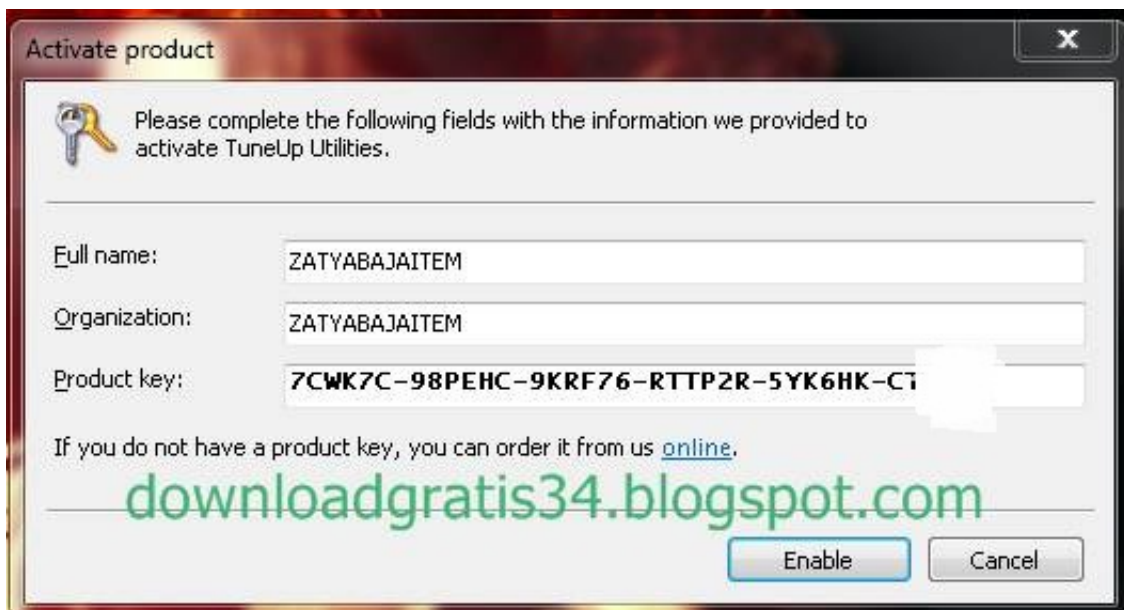 Activate product
Please complete the following fields with the information we provided to
activate TuneUp Utilities.
Full name:
ZATYABAJAITEM
Organization:
ZATYABAJAITEM
Product key:
7CWK7C-98PEHC-9KRF76-RTTP2R-5YK6HK-CT
If you do not have a product key, you can order it from us online.
downloadgratis34.blogspot.com
Enable
Cancel